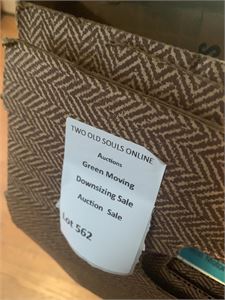 TWO OLD SOULS ONLINE
Auctions
Green Moving
Downsizing Sale
Auction Sale
Lot 562